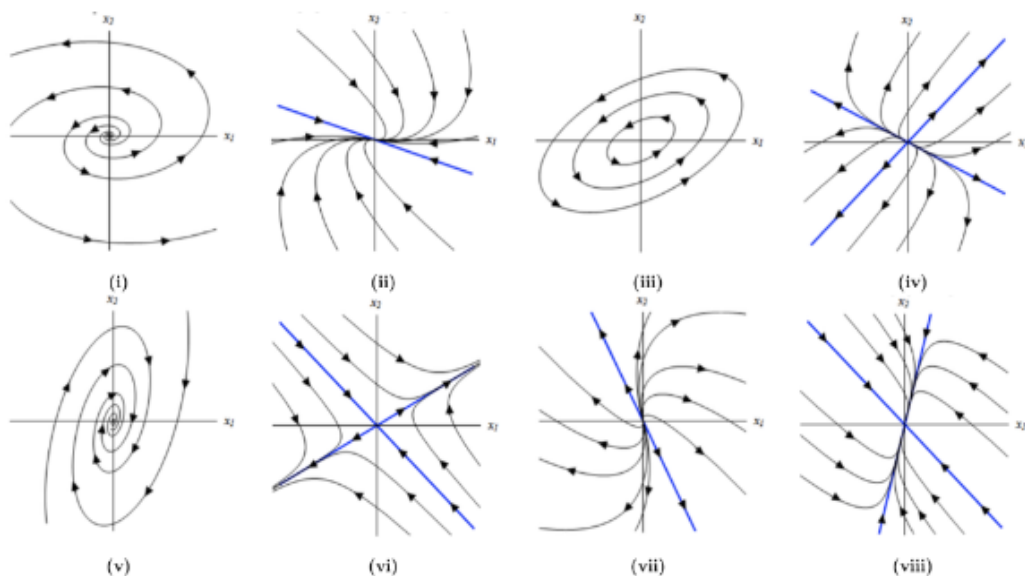 x₂ x₂ x₂ x₂
x₁ x₁ x₁ x₁
(i) (ii) (iii) (iv)
x₂ x₂ x₂ x₂
x₁ x₁ x₁ x₁
(v) (vi) (vii) (viii)